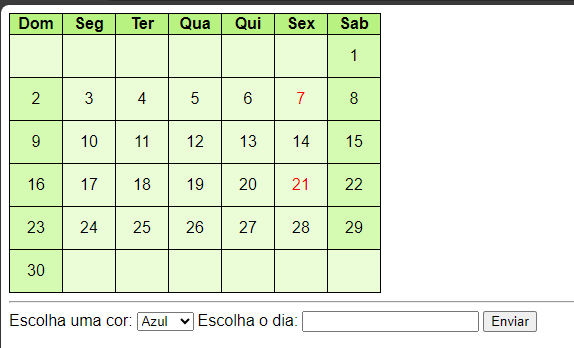 Dom Seg Ter Qua Qui Sex Sab
1
2 3 4 5 6 7 8
9 10 11 12 13 14 15
16 17 18 19 20 21 22
23 24 25 26 27 28 29
30
Escolha uma cor: Azul Escolha o dia: Enviar